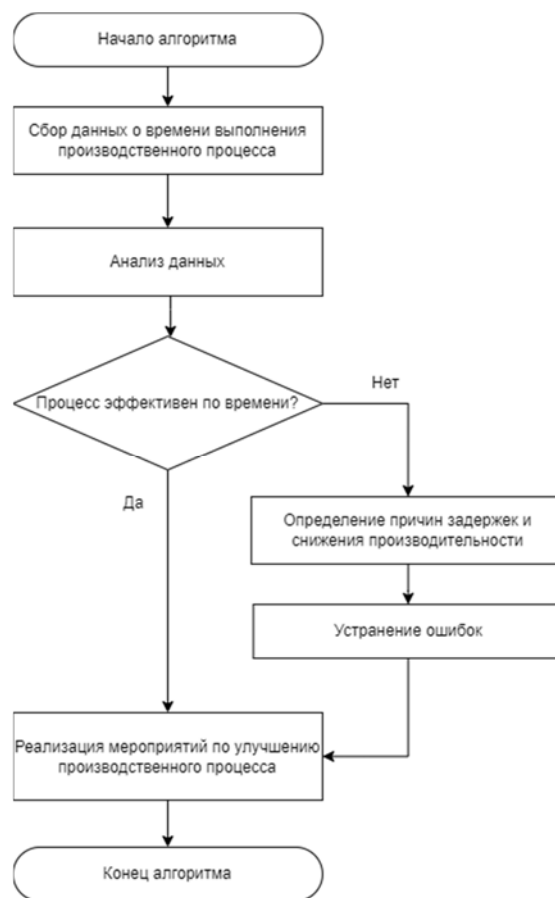 Начало алгоритма
Сбор данных о времени выполнения
производственного процесса
Анализ данных
Процесс эффективен по времени?
Нет
Да
Определение причин задержек и
снижения производительности
Устранение ошибок
Реализация мероприятий по улучшению
производственного процесса
Конец алгоритма